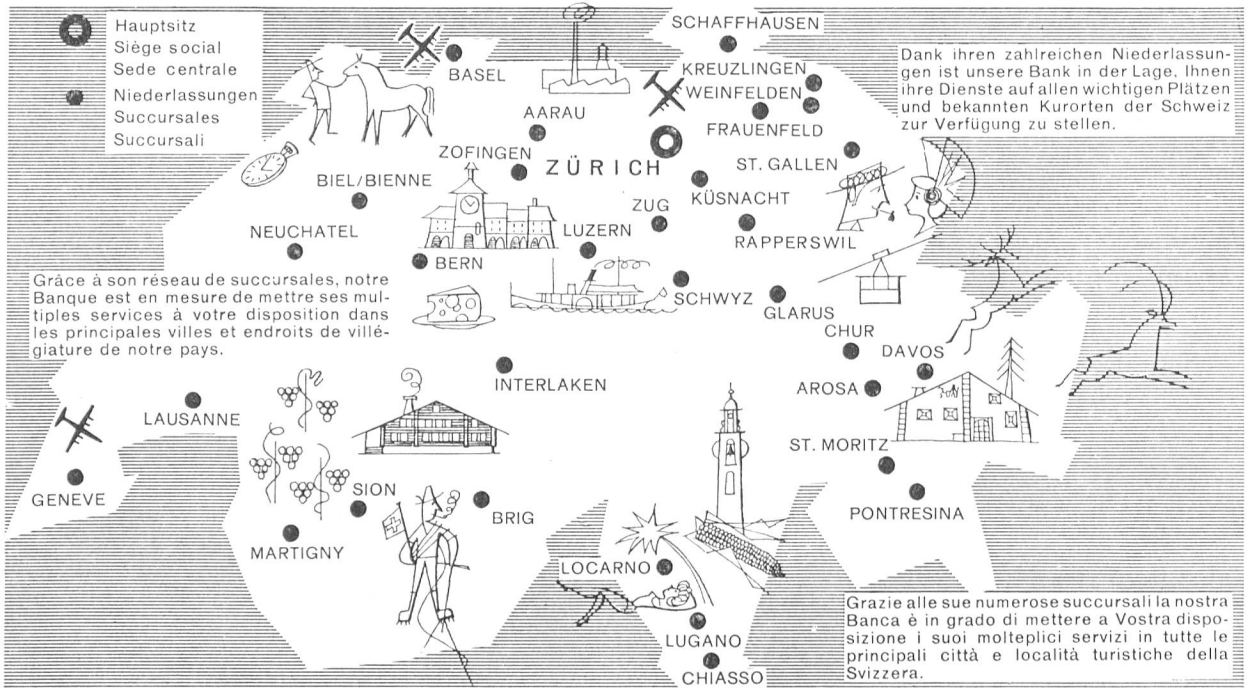 Hauptsitz
Siège social
Sede centrale
Niederlassungen
Succursales
Succursali
Dank ihren zahlreichen Niederlassun-
gen ist unsere Bank in der Lage, Ihnen
ihre Dienste auf allen wichtigen Plätzen
und bekannten Kurorten der Schweiz
zur Verfügung zu stellen.
SCHAFFHAUSEN
BASEL
KREUZLINGEN
WEINFELDEN
AARAU
FRAUENFELD
ZOFINGEN
ZÜRICH
ST. GALLEN
BIEL/BIENNE
KÜSNACHT
ZUG
NEUCHATEL
LUZERN
RAPPERSWIL
BERN
Grâce à son réseau de succursales, notre
Banque est en mesure de mettre ses mul-
tiples services à votre disposition dans
les principales villes et endroits de villé-
giature de notre pays.
SCHWYZ
GLARUS
CHUR
DAVOS
INTERLAKEN
AROSA
LAUSANNE
ST. MORITZ
GENEVE
SION
BRIG
PONTRESINA
MARTIGNY
LOCARNO
LUGANO
CHIASSO
Grazie alle sue numerose succursali la nostra
Banca è in grado di mettere a Vostra dispo-
sizione i suoi molteplici servizi in tutte le
principali città e località turistiche della
Svizzera.